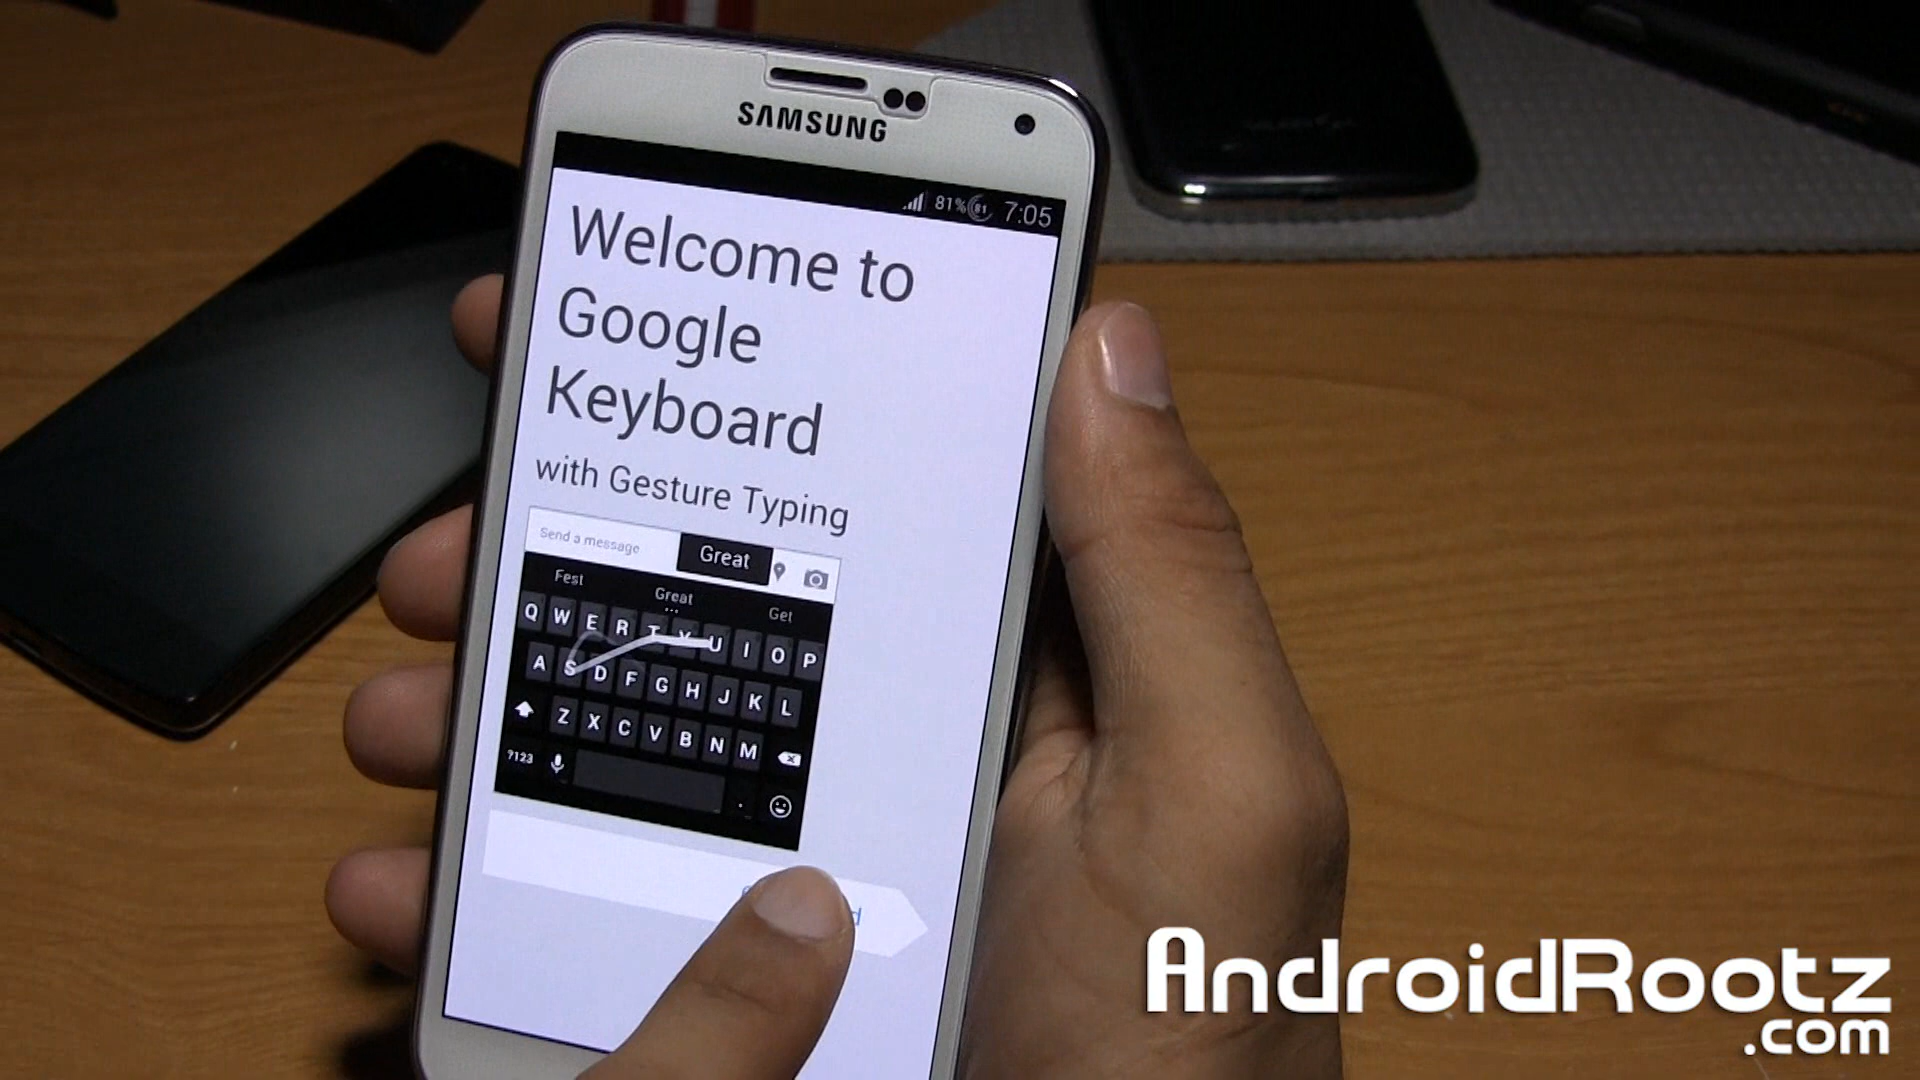 SAMSUNG
81% 81 7:05
Welcome to
Google
Keyboard
with Gesture Typing
Send a message
Great
Fest Great Get
...
Q W E R T Y U I O P
A S D F G H J K L
Z X C V B N M
?123 .
AndroidRootz
.com